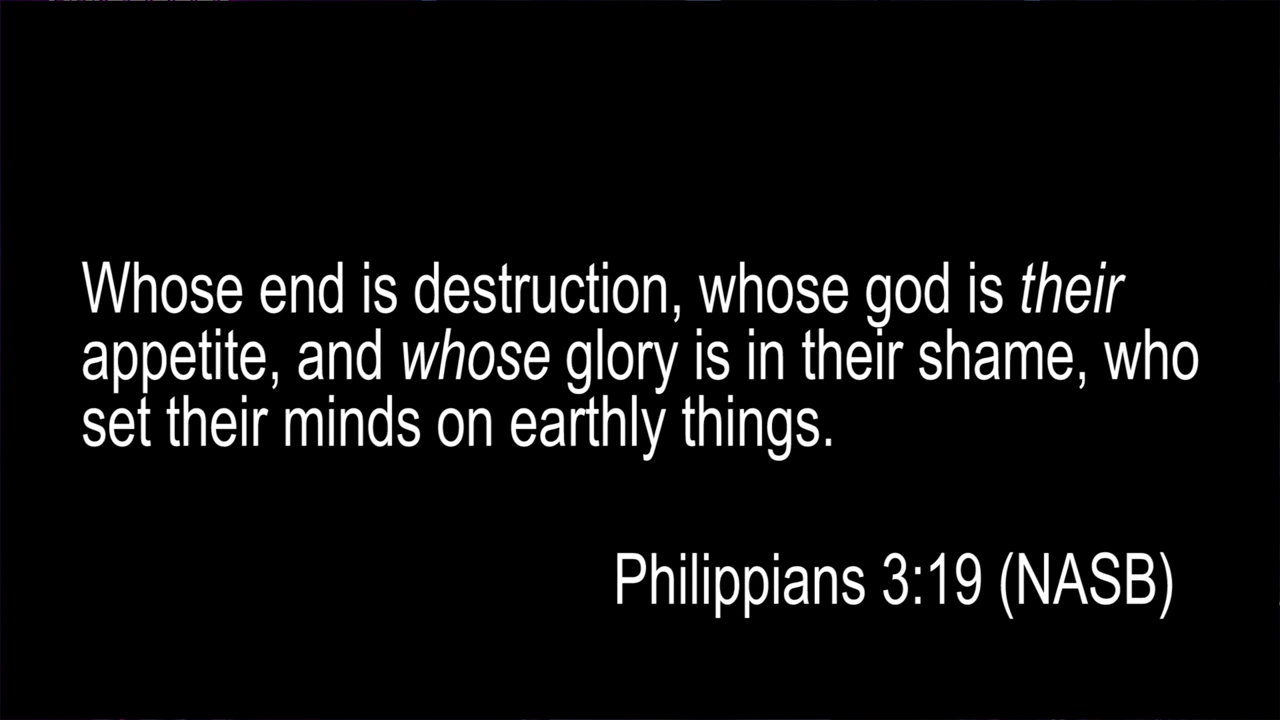 Whose end is destruction, whose god is their
appetite, and whose glory is in their shame, who
set their minds on earthly things.
Philippians 3:19 (NASB)